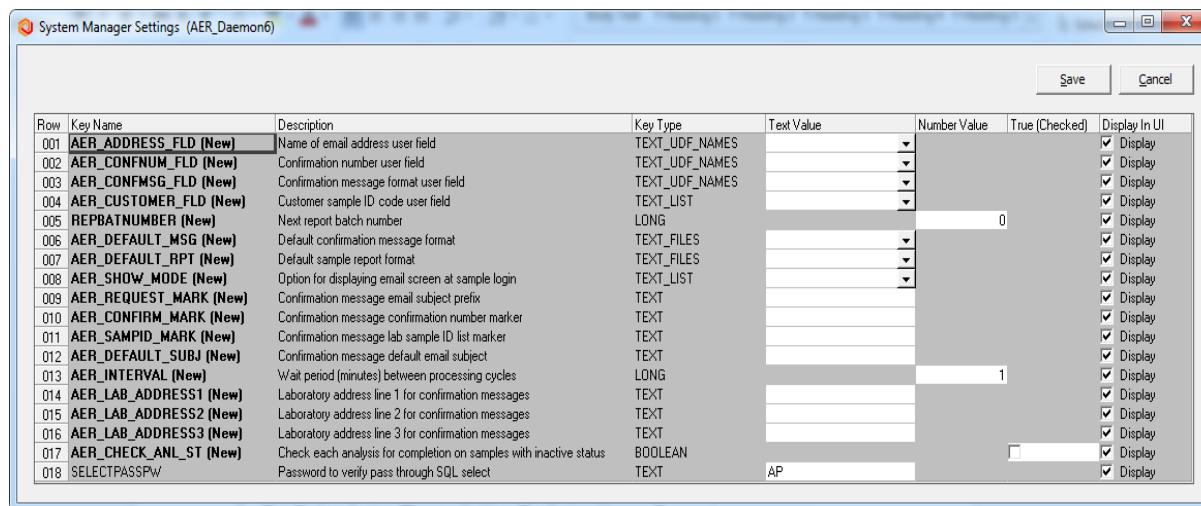 System Manager Settings (AER_Daemon6)
Save Cancel
Row Key Name Description Key Type Text Value Number Value True (Checked) Display In UI
001 AER_ADDRESS_FLD (New) Name of email address user field TEXT_UDF_NAMES Display
002 AER_CONFNUM_FLD (New) Confirmation number user field TEXT_UDF_NAMES Display
003 AER_CONFMSG_FLD (New) Confirmation message format user field TEXT_UDF_NAMES Display
004 AER_CUSTOMER_FLD (New) Customer sample ID code user field TEXT_LIST Display
005 REPBATNUMBER (New) Next report batch number LONG 0 Display
006 AER_DEFAULT_MSG (New) Default confirmation message format TEXT_FILES Display
007 AER_DEFAULT_RPT (New) Default sample report format TEXT_FILES Display
008 AER_SHOW_MODE (New) Option for displaying email screen at sample login TEXT_LIST Display
009 AER_REQUEST_MARK (New) Confirmation message email subject prefix TEXT Display
010 AER_CONFIRM_MARK (New) Confirmation message confirmation number marker TEXT Display
011 AER_SAMPID_MARK (New) Confirmation message lab sample ID list marker TEXT Display
012 AER_DEFAULT_SUBJ (New) Confirmation message default email subject TEXT Display
013 AER_INTERVAL (New) Wait period (minutes) between processing cycles LONG 1 Display
014 AER_LAB_ADDRESS1 (New) Laboratory address line 1 for confirmation messages TEXT Display
015 AER_LAB_ADDRESS2 (New) Laboratory address line 2 for confirmation messages TEXT Display
016 AER_LAB_ADDRESS3 (New) Laboratory address line 3 for confirmation messages TEXT Display
017 AER_CHECK_ANL_ST (New) Check each analysis for completion on samples with inactive status BOOLEAN Display
018 SELECTPASSPW Password to verify pass through SQL select TEXT AP Display